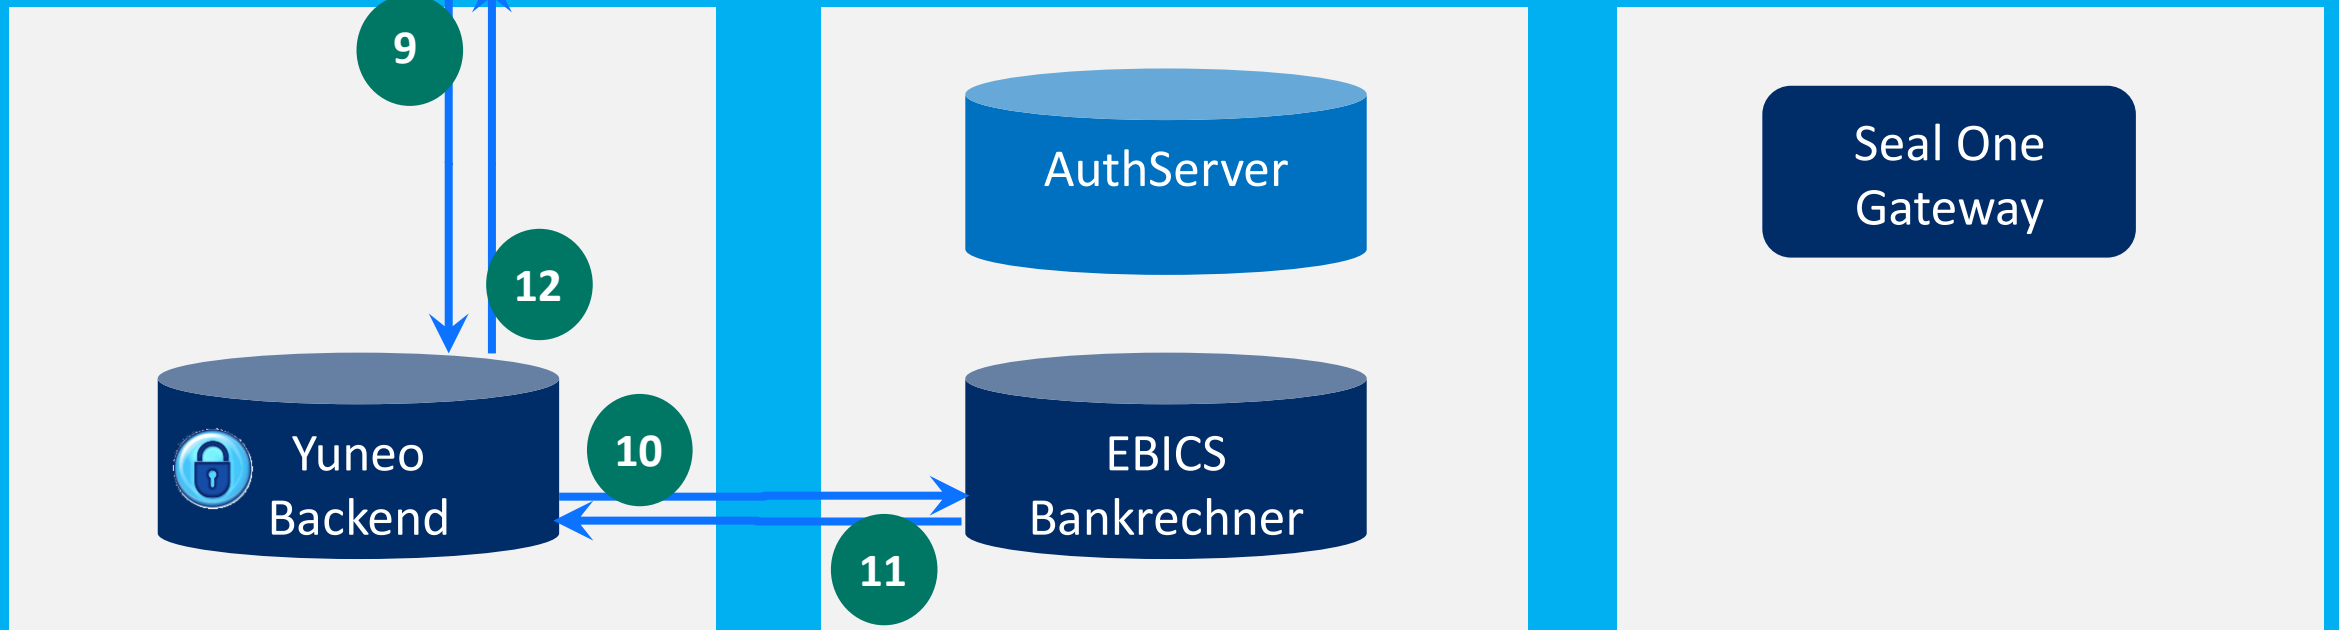 9
12
Yuneo
Backend
10
11
AuthServer
EBICS
Bankrechner
Seal One
Gateway